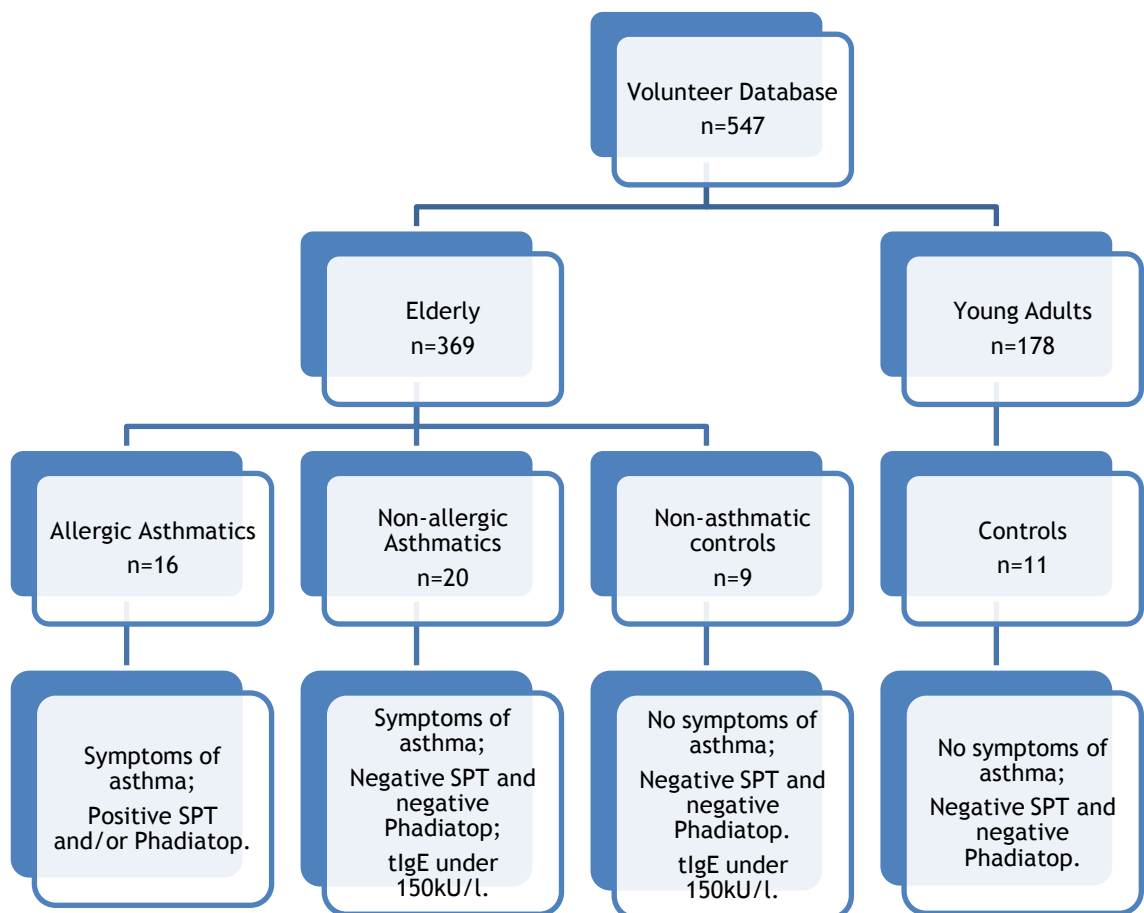 Volunteer Database
n=547
Elderly
n=369
Young Adults
n=178
Allergic Asthmatics
n=16
Non-allergic
Asthmatics
n=20
Non-asthmatic
controls
n=9
Controls
n=11
Symptoms of
asthma;
Positive SPT
and/or Phadiatop.
Symptoms of
asthma;
Negative SPT and
negative
Phadiatop;
tIgE under
150kU/l.
No symptoms of
asthma;
Negative SPT and
negative
Phadiatop.
tIgE under
150kU/l.
No symptoms of
asthma;
Negative SPT and
negative
Phadiatop.